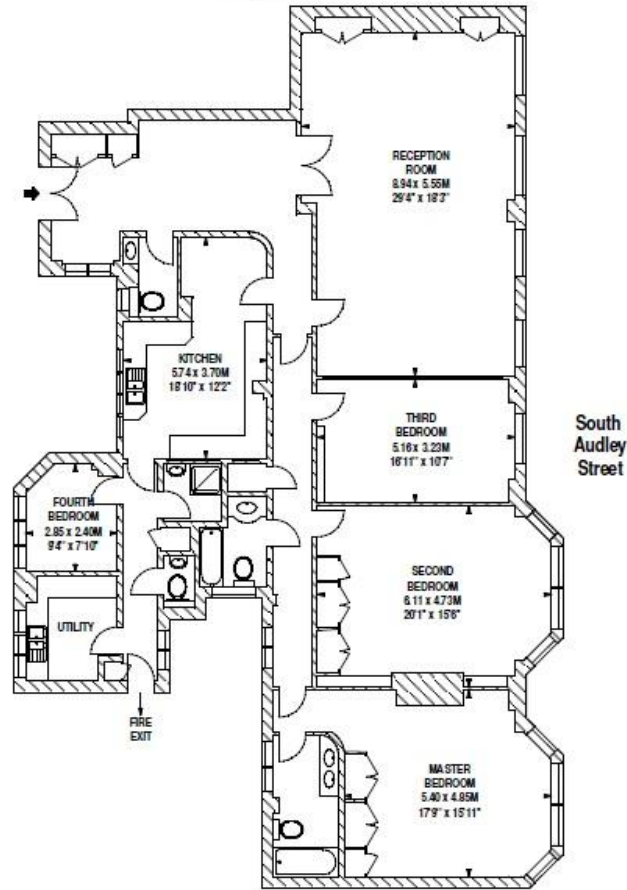 RECEPTION
ROOM
8.94 x 5.55M
29'4" x 18'3"
KITCHEN
5.74 x 3.70M
18'10" x 12'2"
THIRD
BEDROOM
5.16 x 3.23M
16'11" x 10'7"
South
Audley
Street
FOURTH
BEDROOM
2.85 x 2.40M
9'4" x 7'10"
SECOND
BEDROOM
6.11 x 4.73M
20'1" x 15'6"
UTILITY
FIRE
EXIT
MASTER
BEDROOM
5.40 x 4.85M
17'9" x 15'11"